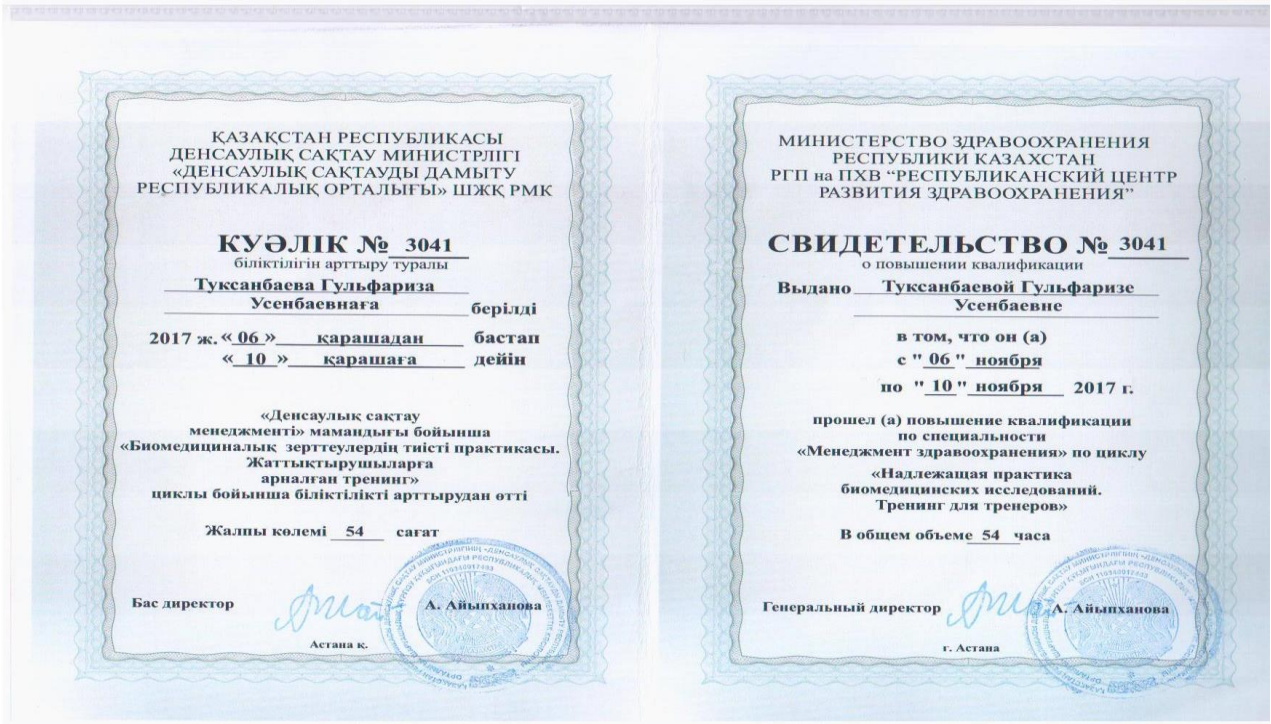 ҚАЗАҚСТАН РЕСПУБЛИКАСЫ
ДЕНСАУЛЫҚ САҚТАУ МИНИСТРЛІГІ
«ДЕНСАУЛЫҚ САҚТАУДЫ ДАМЫТУ
РЕСПУБЛИКАЛЫҚ ОРТАЛЫҒЫ» ШЖҚ РМК
КУӘЛІК № 3041
біліктілігін арттыру туралы
Туксанбаева Гульфариза
Усенбаевнаға берілді
2017 ж. « 06 » қарашадан бастап
« 10 » қарашаға дейін
«Денсаулық сақтау
менеджменті» мамандығы бойынша
«Биомедициналық зерттеулердің тиісті практикасы.
Жаттықтырушыларға
арналған тренинг»
циклы бойынша біліктілікті арттырудан өтті
Жалпы көлемі 54 сағат
Бас директор А. Айыпханова
Астана қ.
МИНИСТЕРСТВО ЗДРАВООХРАНЕНИЯ
РЕСПУБЛИКИ КАЗАХСТАН
РГП на ПХВ “РЕСПУБЛИКАНСКИЙ ЦЕНТР
РАЗВИТИЯ ЗДРАВООХРАНЕНИЯ”
СВИДЕТЕЛЬСТВО № 3041
о повышении квалификации
Выдано Туксанбаевой Гульфаризе
Усенбаевне
в том, что он (а)
с " 06 " ноября
по " 10 " ноября 2017 г.
прошел (а) повышение квалификации
по специальности
«Менеджмент здравоохранения» по циклу
«Надлежащая практика
биомедицинских исследований.
Тренинг для тренеров»
В общем объеме 54 часа
Генеральный директор А. Айыпханова
г. Астана